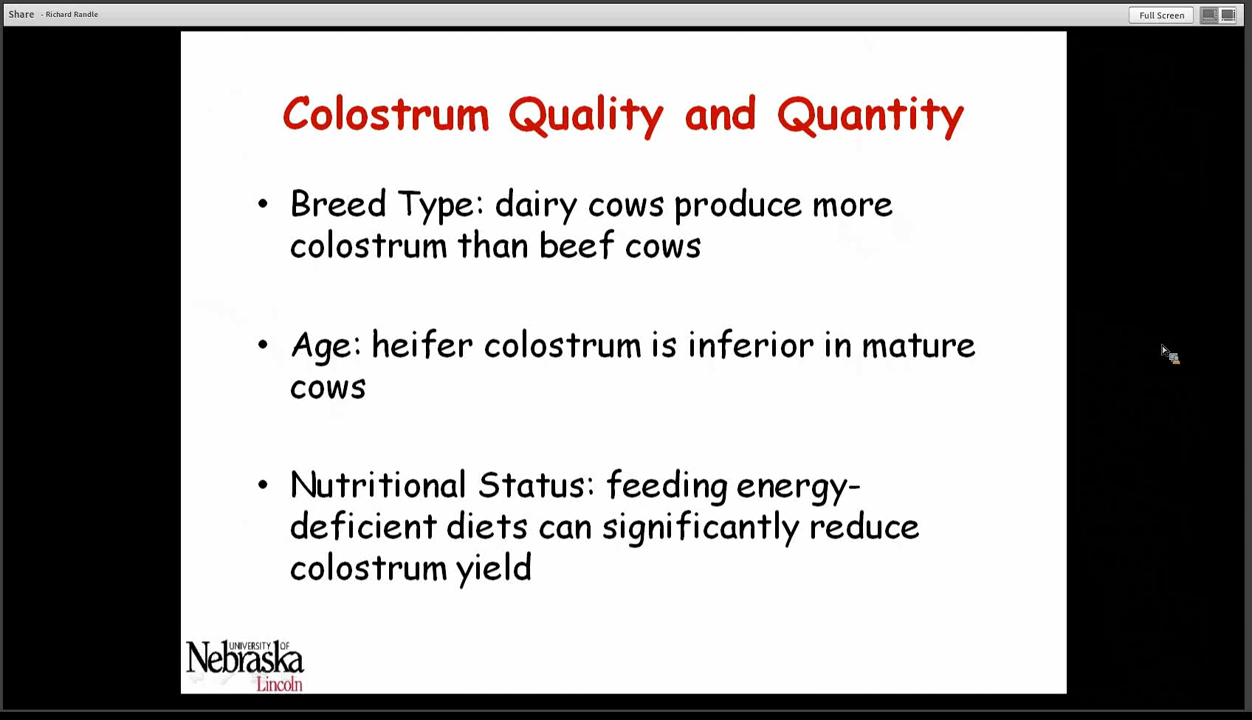 Share - Richard Randle
Full Screen
Colostrum Quality and Quantity
• Breed Type: dairy cows produce more
colostrum than beef cows
• Age: heifer colostrum is inferior in mature
cows
• Nutritional Status: feeding energy-
deficient diets can significantly reduce
colostrum yield
UNIVERSITY OF
Nebraska
Lincoln